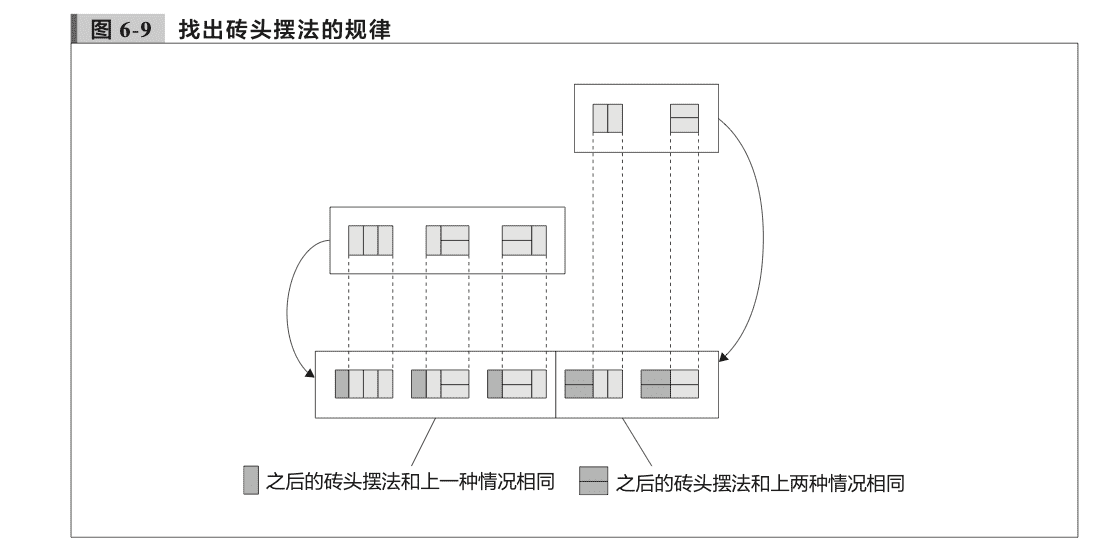 图 6-9 找出砖头摆法的规律
之后的砖头摆法和上一种情况相同
之后的砖头摆法和上两种情况相同